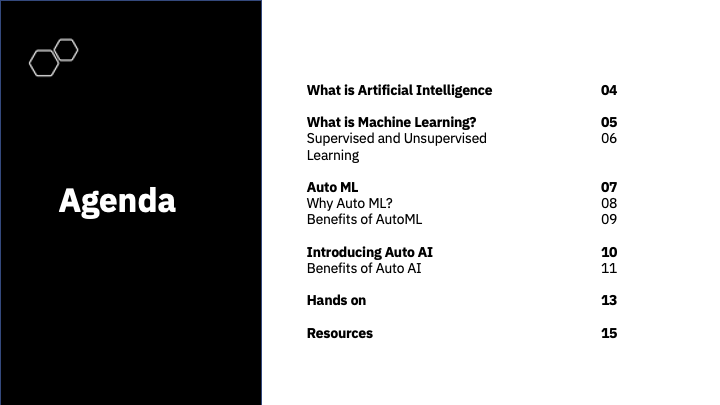 Agenda
What is Artificial Intelligence 04
What is Machine Learning? 05
Supervised and Unsupervised 06
Learning
Auto ML 07
Why Auto ML? 08
Benefits of AutoML 09
Introducing Auto AI 10
Benefits of Auto AI 11
Hands on 13
Resources 15